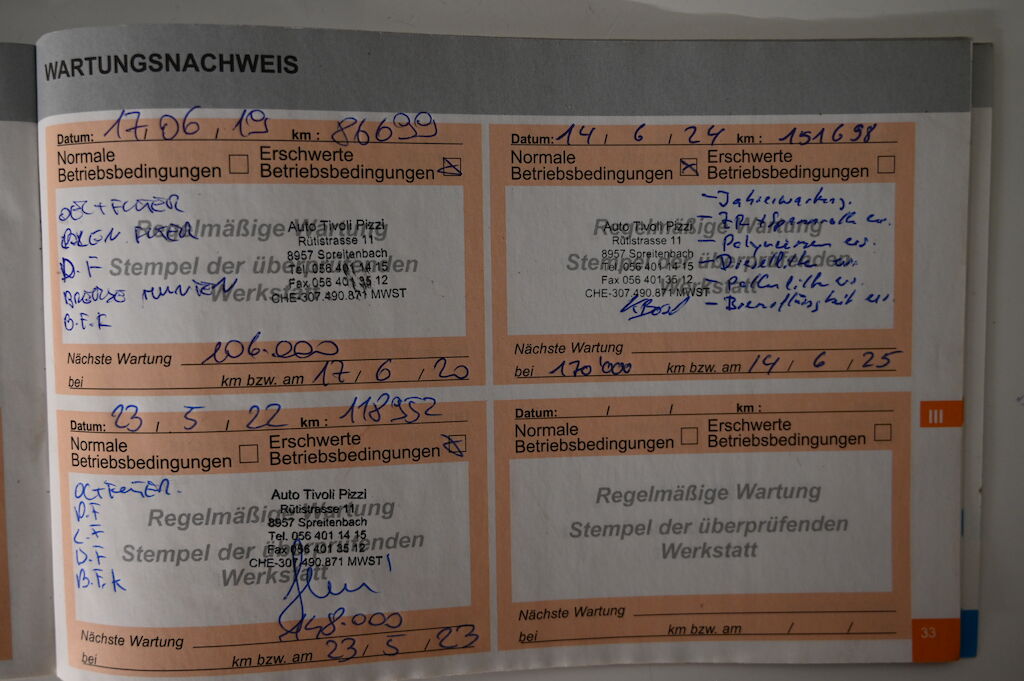 WARTUNGSNACHWEIS
Datum: 17.06.19 km: 86699
Normale Betriebsbedingungen
Erschwerte Betriebsbedingungen
OEL+FILTER
POLLEN FILTER
D.F
BREMSE
B.F.K
Regelmäßige Wartung
Stempel der überprüfenden
Werkstatt
Auto Tivoli Pizzi
Rütistrasse 11
8957 Spreitenbach
Tel. 056 401 14 15
Fax 056 401 35 12
CHE-307.490.871 MWST
Nächste Wartung 106.000
bei km bzw. am 17/6/20
Datum: 23.5.22 km: 118952
Normale Betriebsbedingungen
Erschwerte Betriebsbedingungen
D.F
B.F.K
Regelmäßige Wartung
Stempel der überprüfenden
Werkstatt
Auto Tivoli Pizzi
Rütistrasse 11
8957 Spreitenbach
Tel. 056 401 14 15
Fax 056 401 35 12
CHE-307.490.871 MWST
Nächste Wartung 148.000
bei km bzw. am 23/5/23
Datum: 14/6/24 km: 151698
Normale Betriebsbedingungen
Erschwerte Betriebsbedingungen
- Jahreswartung.
- Bremsflüssigkeit ers.
Regelmäßige Wartung
Stempel der überprüfenden
Werkstatt
Auto Tivoli Pizzi
Rütistrasse 11
8957 Spreitenbach
Tel. 056 401 14 15
Fax 056 401 35 12
CHE-307.490.871 MWST
Nächste Wartung
bei 170'000 km bzw. am 14/6/25
Datum: / / km:
Normale Betriebsbedingungen
Erschwerte Betriebsbedingungen
Regelmäßige Wartung
Stempel der überprüfenden
Werkstatt
Nächste Wartung
bei km bzw. am / /
III
33